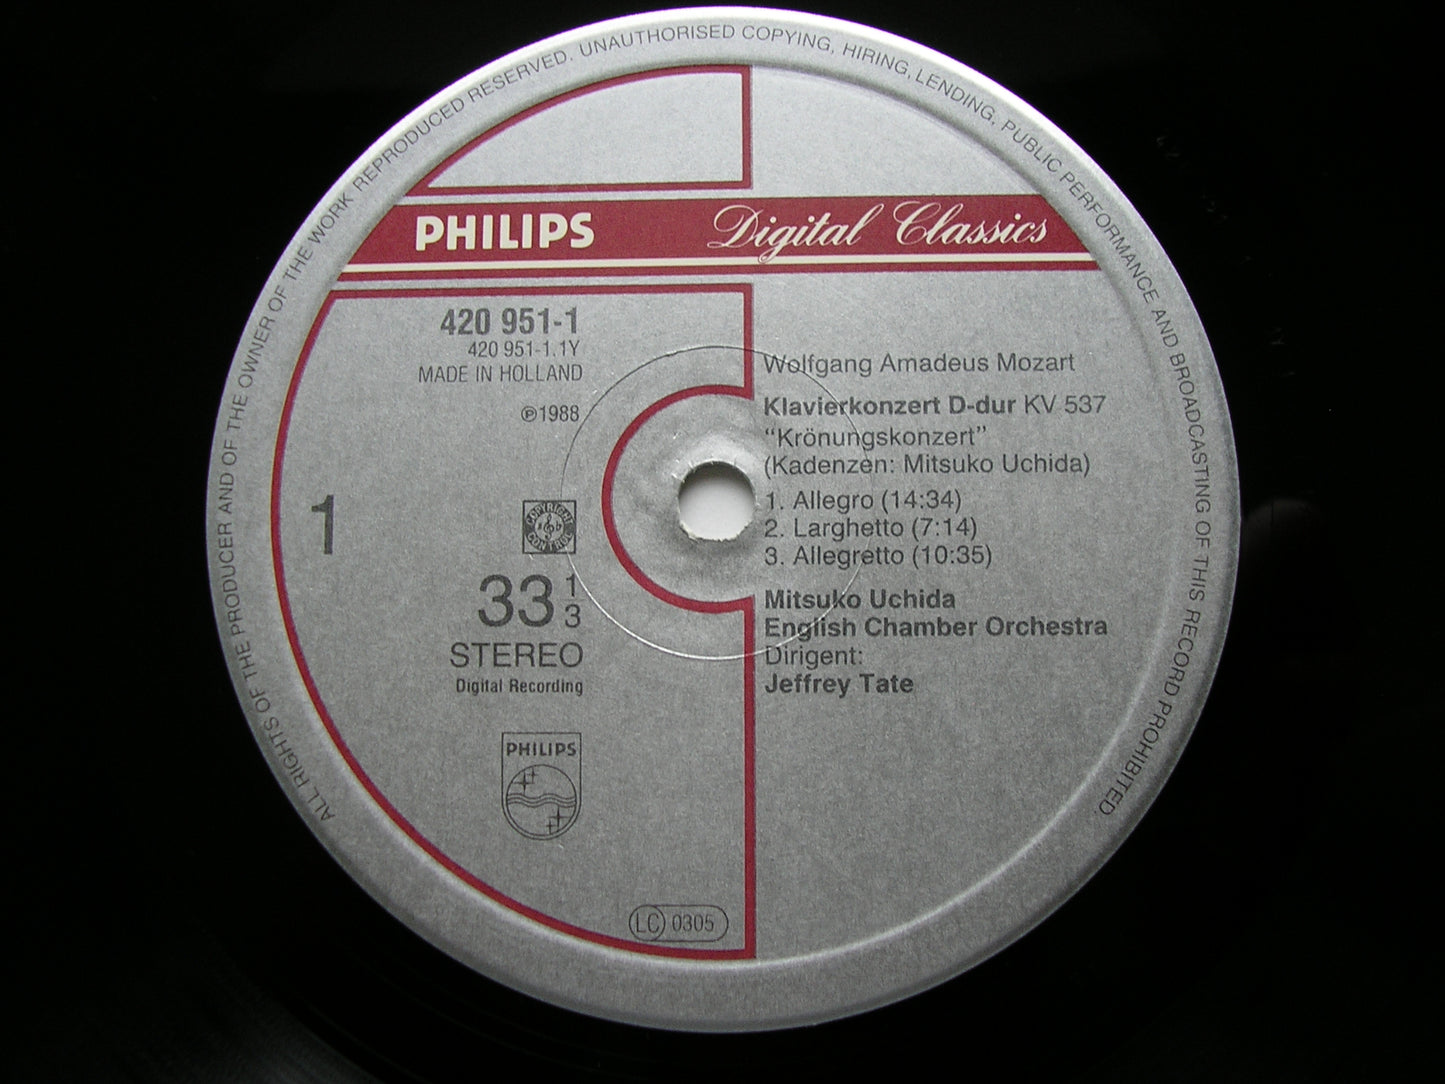 ALL RIGHTS OF THE PRODUCER AND OF THE OWNER OF THE WORK REPRODUCED RESERVED. UNAUTHORISED COPYING, HIRING, LENDING, PUBLIC PERFORMANCE AND BROADCASTING OF THIS RECORD PROHIBITED.
PHILIPS Digital Classics
420 951-1
420 951-1.1Y
MADE IN HOLLAND
℗1988
1
COPYRIGHT CONTROL
33 1/3
STEREO
Digital Recording
PHILIPS
LC 0305
Wolfgang Amadeus Mozart
Klavierkonzert D-dur KV 537
“Krönungskonzert”
(Kadenzen: Mitsuko Uchida)
1. Allegro (14:34)
2. Larghetto (7:14)
3. Allegretto (10:35)
Mitsuko Uchida
English Chamber Orchestra
Dirigent:
Jeffrey Tate